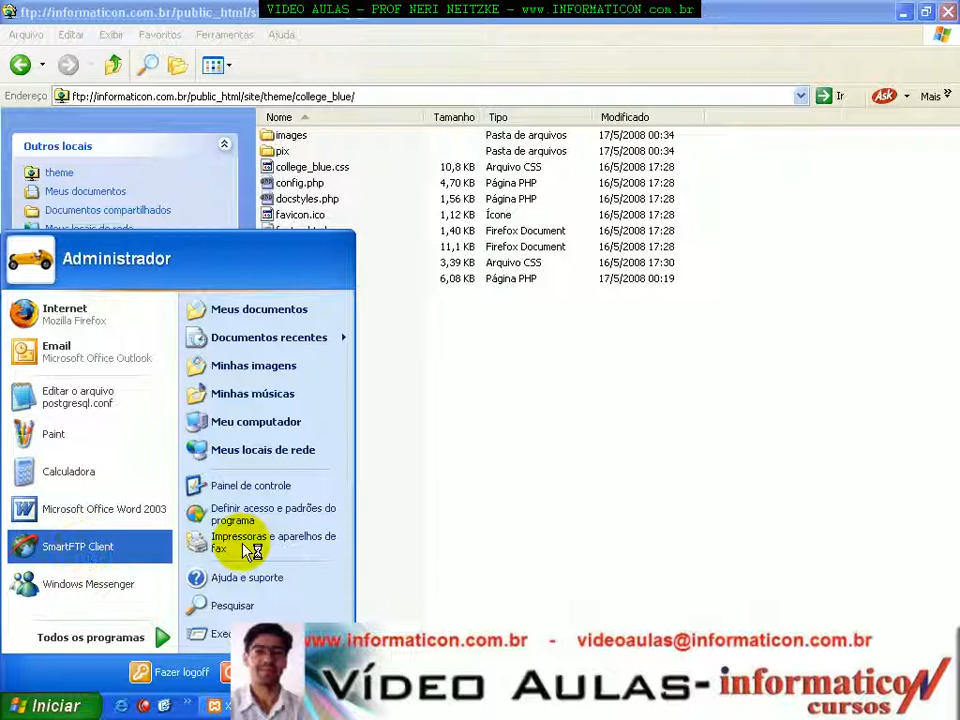 ftp://informaticon.com.br/public_html/s
VIDEO AULAS - PROF NERI NEITZKE - www.INFORMATICON.com.br
Arquivo Editar Exibir Favoritos Ferramentas Ajuda
Endereço ftp://informaticon.com.br/public_html/site/theme/college_blue/ Ir Ask Mais
Nome Tamanho Tipo Modificado
images Pasta de arquivos 17/5/2008 00:34
pix Pasta de arquivos 17/5/2008 00:34
college_blue.css 10,8 KB Arquivo CSS 16/5/2008 17:28
config.php 4,70 KB Página PHP 16/5/2008 17:28
docstyles.php 1,56 KB Página PHP 16/5/2008 17:28
favicon.ico 1,12 KB Ícone 16/5/2008 17:28
1,40 KB Firefox Document 16/5/2008 17:28
11,1 KB Firefox Document 16/5/2008 17:28
3,39 KB Arquivo CSS 16/5/2008 17:30
6,08 KB Página PHP 17/5/2008 00:19
Outros locais
theme
Meus documentos
Documentos compartilhados
Meus locais de rede
Administrador
Internet
Mozilla Firefox
Email
Microsoft Office Outlook
Editar o arquivo
postgresql.conf
Paint
Calculadora
Microsoft Office Word 2003
SmartFTP Client
Windows Messenger
Todos os programas
Meus documentos
Documentos recentes
Minhas imagens
Minhas músicas
Meu computador
Meus locais de rede
Painel de controle
Definir acesso e padrões do
programa
Impressoras e aparelhos de
fax
Ajuda e suporte
Pesquisar
Exec
Fazer logoff
Iniciar
www.informaticon.com.br - videoaulas@informaticon.com.br
VÍDEO AULAS- informaticoN
cursos